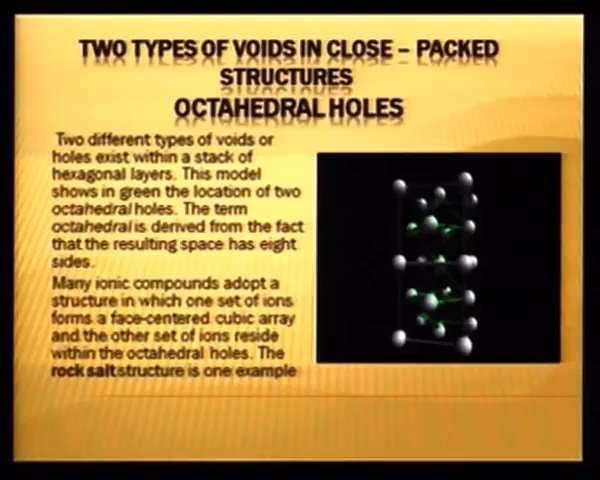 TWO TYPES OF VOIDS IN CLOSE – PACKED
STRUCTURES
OCTAHEDRAL HOLES
Two different types of voids or
holes exist within a stack of
hexagonal layers. This model
shows in green the location of two
octahedral holes. The term
octahedral is derived from the fact
that the resulting space has eight
sides.
Many ionic compounds adopt a
structure in which one set of ions
forms a face-centered cubic array
and the other set of ions reside
within the octahedral holes. The
rock salt structure is one example